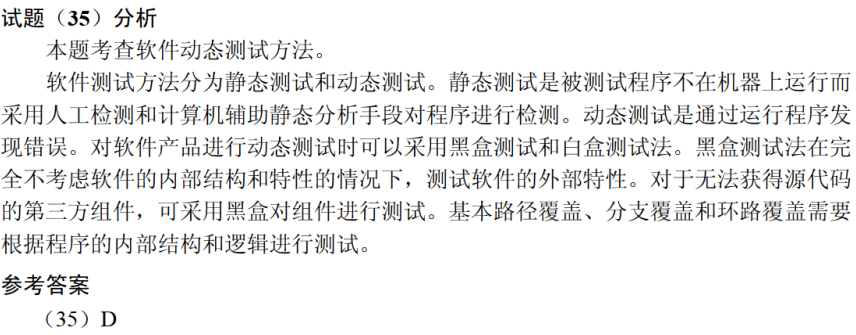 试题（35）分析
本题考查软件动态测试方法。
软件测试方法分为静态测试和动态测试。静态测试是被测试程序不在机器上运行而
采用人工检测和计算机辅助静态分析手段对程序进行检测。动态测试是通过运行程序发
现错误。对软件产品进行动态测试时可以采用黑盒测试和白盒测试法。黑盒测试法在完
全不考虑软件的内部结构和特性的情况下，测试软件的外部特性。对于无法获得源代码
的第三方组件，可采用黑盒对组件进行测试。基本路径覆盖、分支覆盖和环路覆盖需要
根据程序的内部结构和逻辑进行测试。
参考答案
（35）D